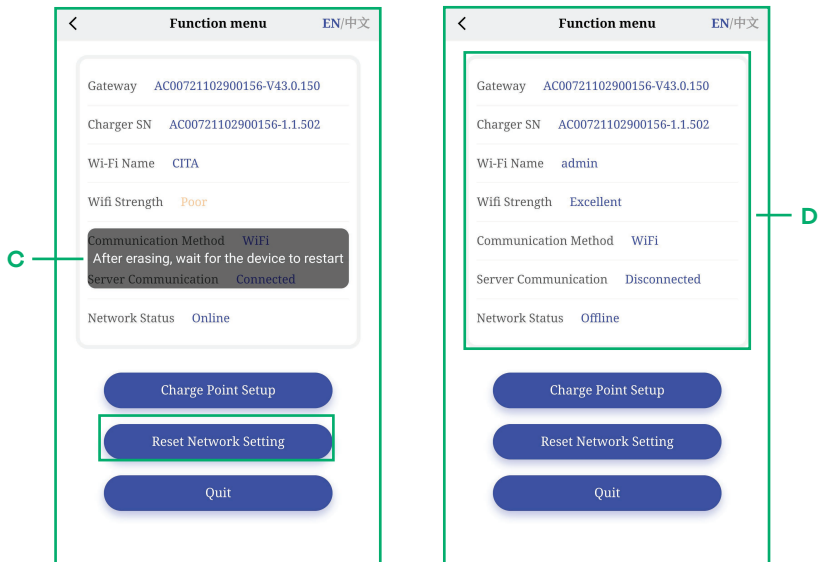 Function menu EN/中文
Gateway AC00721102900156-V43.0.150
Charger SN AC00721102900156-1.1.502
Wi-Fi Name CITA
Wifi Strength Poor
Communication Method WiFi
After erasing, wait for the device to restart
Server Communication Connected
Network Status Online
Charge Point Setup
Reset Network Setting
Quit
C
Function menu EN/中文
Gateway AC00721102900156-V43.0.150
Charger SN AC00721102900156-1.1.502
Wi-Fi Name admin
Wifi Strength Excellent
Communication Method WiFi
Server Communication Disconnected
Network Status Offline
Charge Point Setup
Reset Network Setting
Quit
D